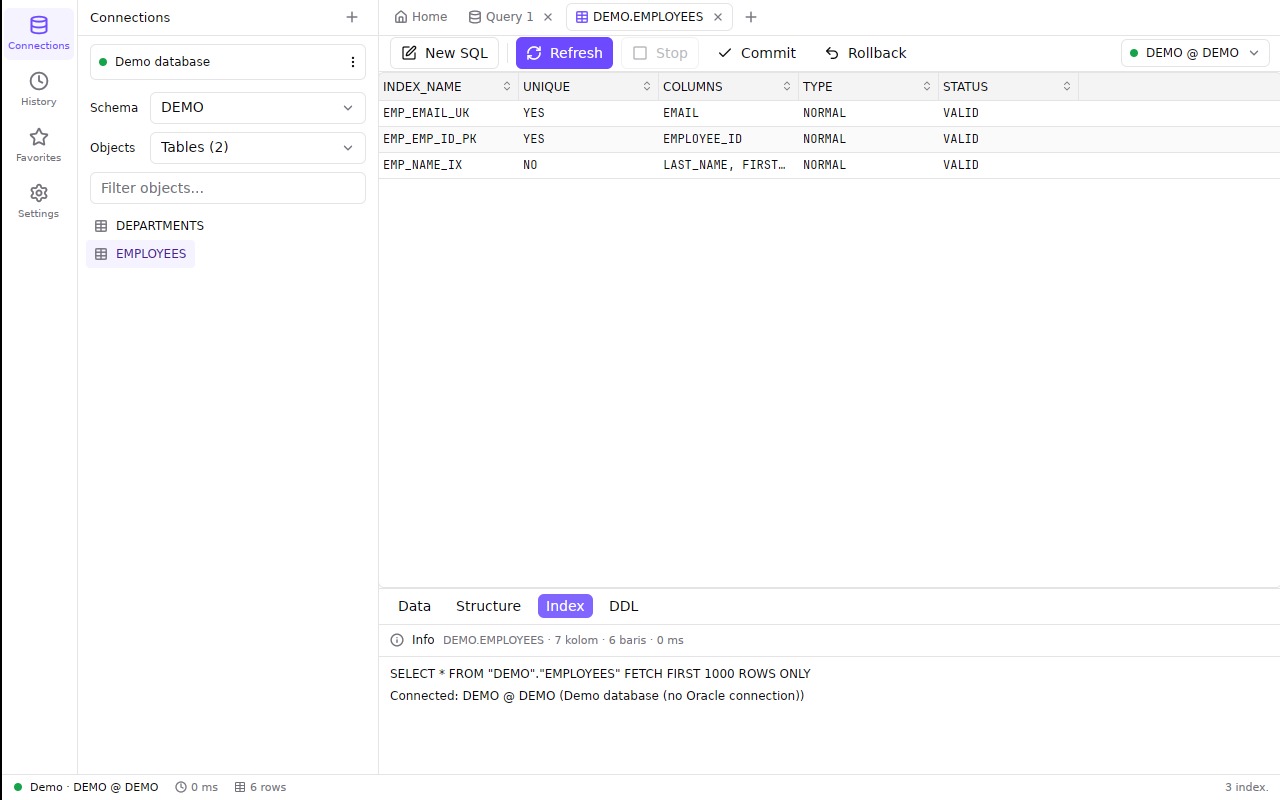 Connections
History
Favorites
Settings
Connections
Demo database
Schema DEMO
Objects Tables (2)
Filter objects...
DEPARTMENTS
EMPLOYEES
Home Query 1 DEMO.EMPLOYEES
New SQL Refresh Stop Commit Rollback DEMO @ DEMO
INDEX_NAME UNIQUE COLUMNS TYPE STATUS
EMP_EMAIL_UK YES EMAIL NORMAL VALID
EMP_EMP_ID_PK YES EMPLOYEE_ID NORMAL VALID
EMP_NAME_IX NO LAST_NAME, FIRST… NORMAL VALID
Data Structure Index DDL
Info DEMO.EMPLOYEES · 7 kolom · 6 baris · 0 ms
SELECT * FROM "DEMO"."EMPLOYEES" FETCH FIRST 1000 ROWS ONLY
Connected: DEMO @ DEMO (Demo database (no Oracle connection))
Demo · DEMO @ DEMO 0 ms 6 rows 3 index.